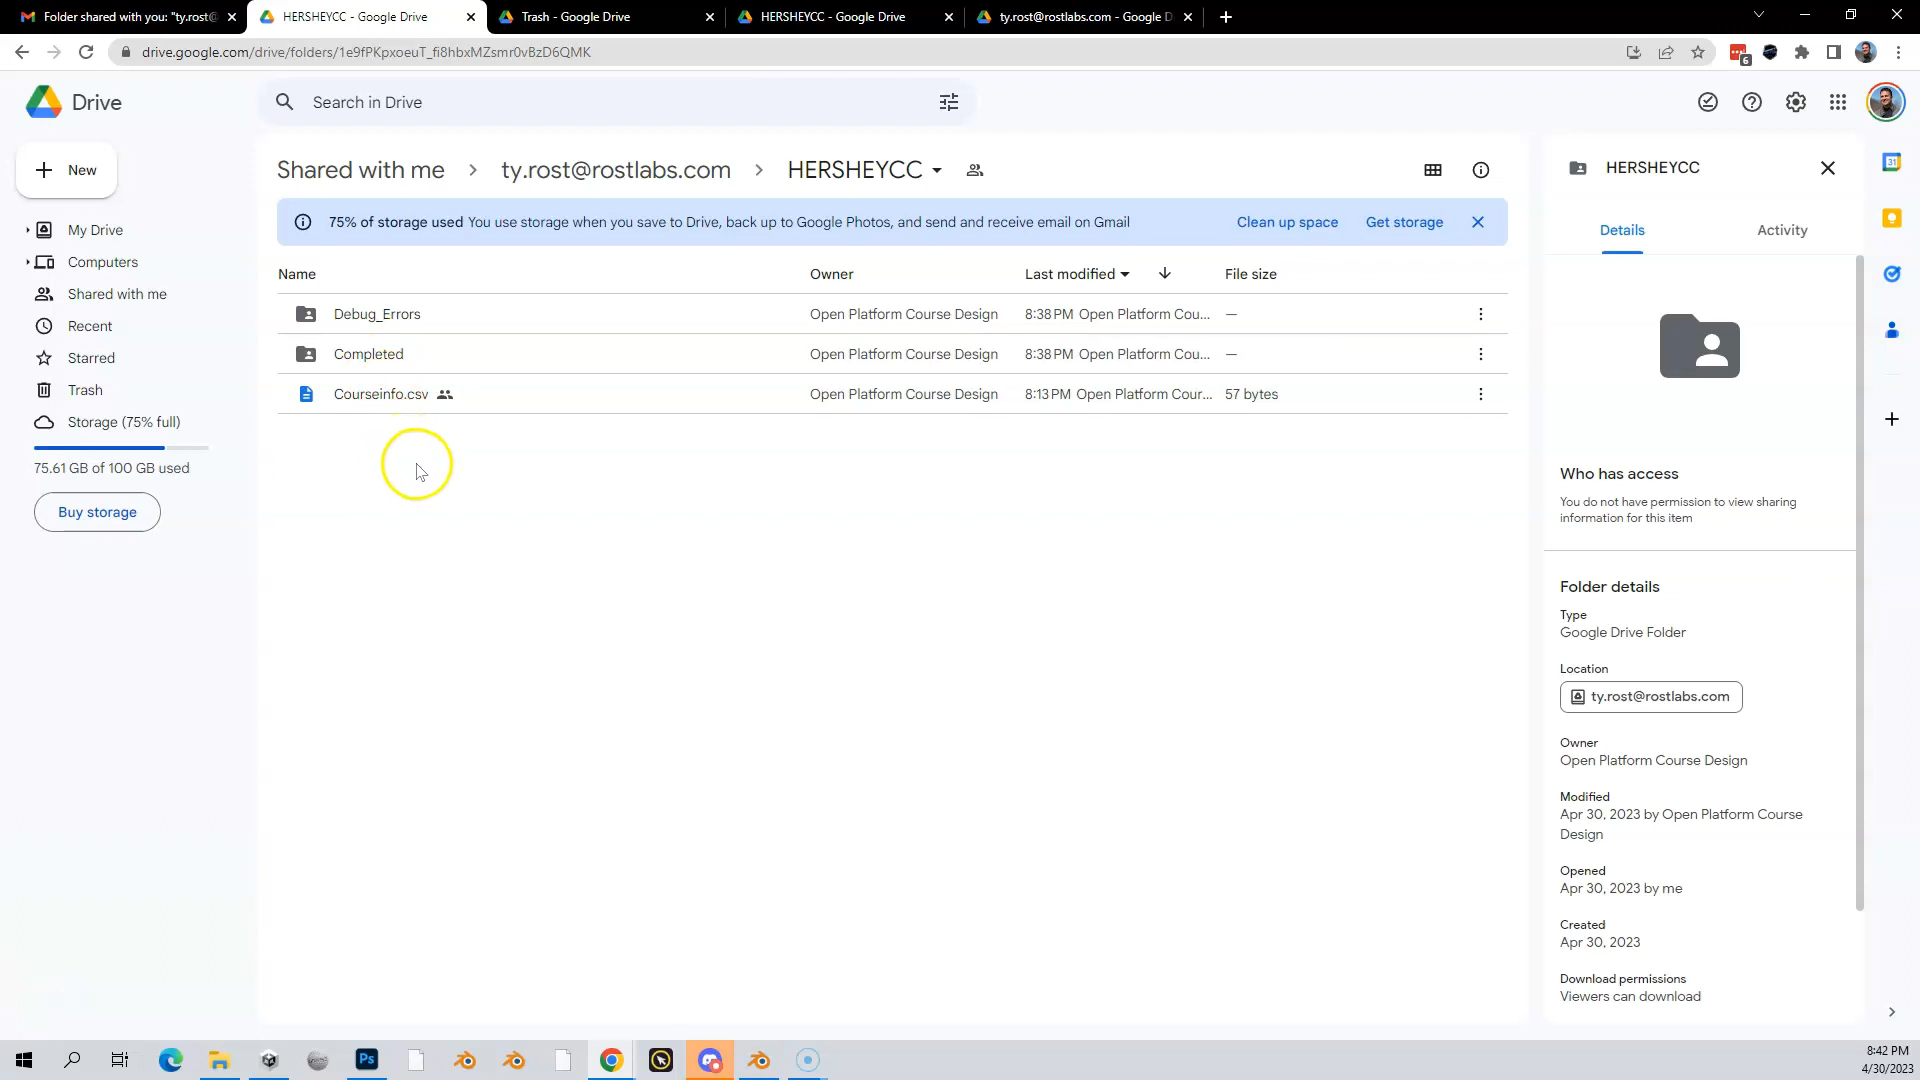 Folder shared with you: "ty.rost@
HERSHEYCC - Google Drive
Trash - Google Drive
HERSHEYCC - Google Drive
ty.rost@rostlabs.com - Google D
drive.google.com/drive/folders/1e9fPKpxoeuT_fi8hbxMZsmr0vBzD6QMK
6
Drive
Search in Drive
New
Shared with me
ty.rost@rostlabs.com
HERSHEYCC
HERSHEYCC
31
75% of storage used You use storage when you save to Drive, back up to Google Photos, and send and receive email on Gmail
Clean up space
Get storage
My Drive
Computers
Shared with me
Recent
Starred
Trash
Storage (75% full)
75.61 GB of 100 GB used
Buy storage
Name
Owner
Last modified
File size
Debug_Errors
Open Platform Course Design
8:38 PM Open Platform Cou...
—
Completed
Open Platform Course Design
8:38 PM Open Platform Cou...
—
Courseinfo.csv
Open Platform Course Design
8:13 PM Open Platform Cour...
57 bytes
Details
Activity
Who has access
You do not have permission to view sharing
information for this item
Folder details
Type
Google Drive Folder
Location
ty.rost@rostlabs.com
Owner
Open Platform Course Design
Modified
Apr 30, 2023 by Open Platform Course
Design
Opened
Apr 30, 2023 by me
Created
Apr 30, 2023
Download permissions
Viewers can download
Ps
8:42 PM
4/30/2023